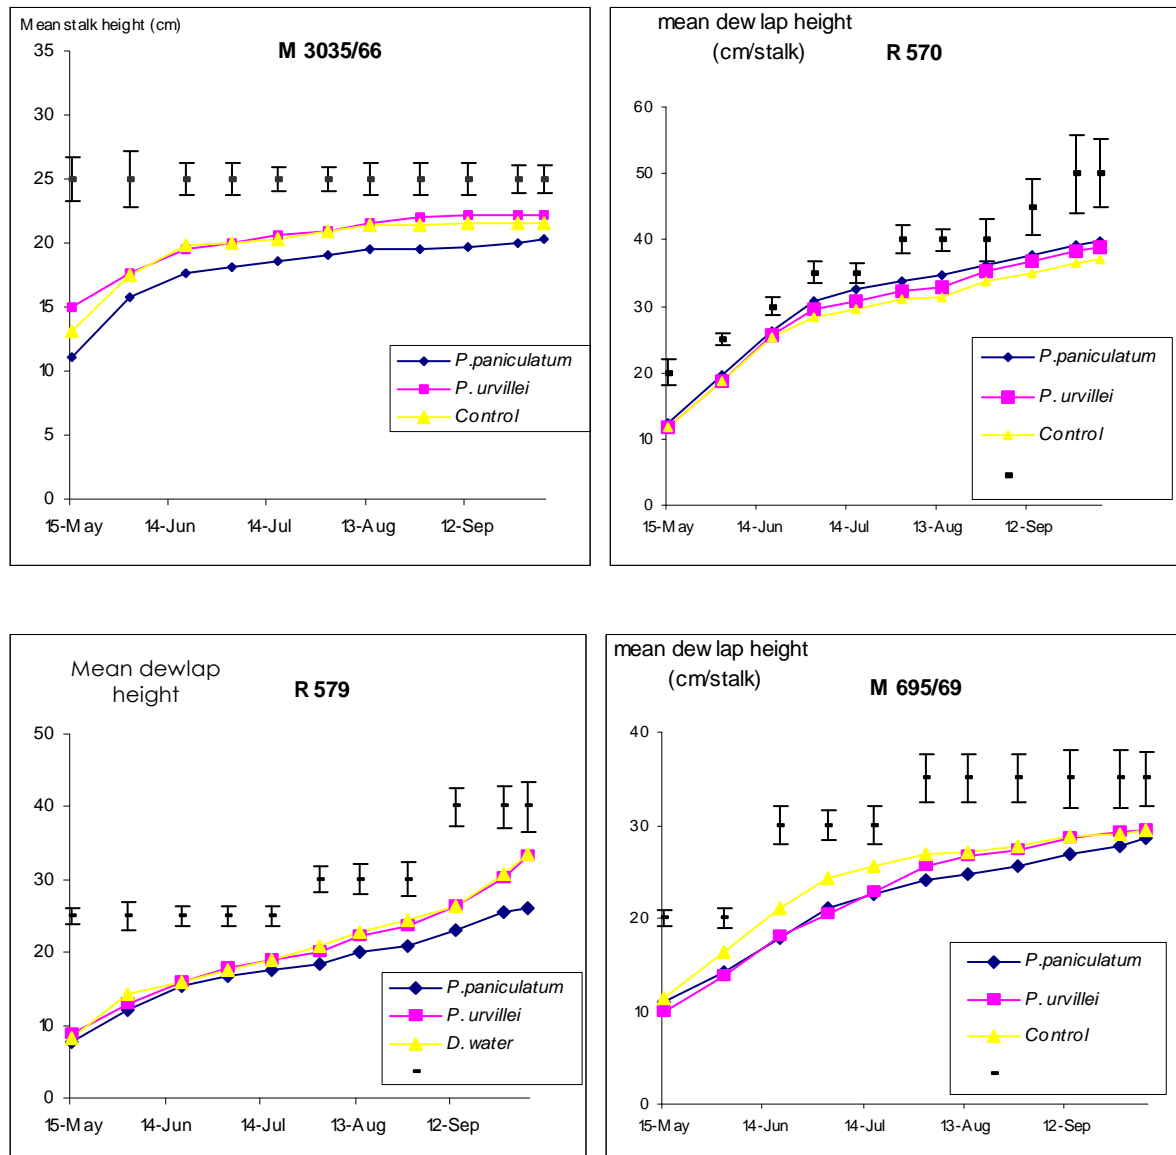 Mean stalk height (cm)
M 3035/66
35
30
25
20
15
10
5
0
15-May 14-Jun 14-Jul 13-Aug 12-Sep
P.paniculatum
P. urvillei
Control
mean dew lap height
(cm/stalk)
R 570
60
50
40
30
20
10
0
15-May 14-Jun 14-Jul 13-Aug 12-Sep
P.paniculatum
P. urvillei
Control
Mean dewlap
height
R 579
50
40
30
20
10
0
15-May 14-Jun 14-Jul 13-Aug 12-Sep
P.paniculatum
P. urvillei
D. water
mean dew lap height
(cm/stalk)
M 695/69
40
30
20
10
0
15-May 14-Jun 14-Jul 13-Aug 12-Sep
P.paniculatum
P. urvillei
Control